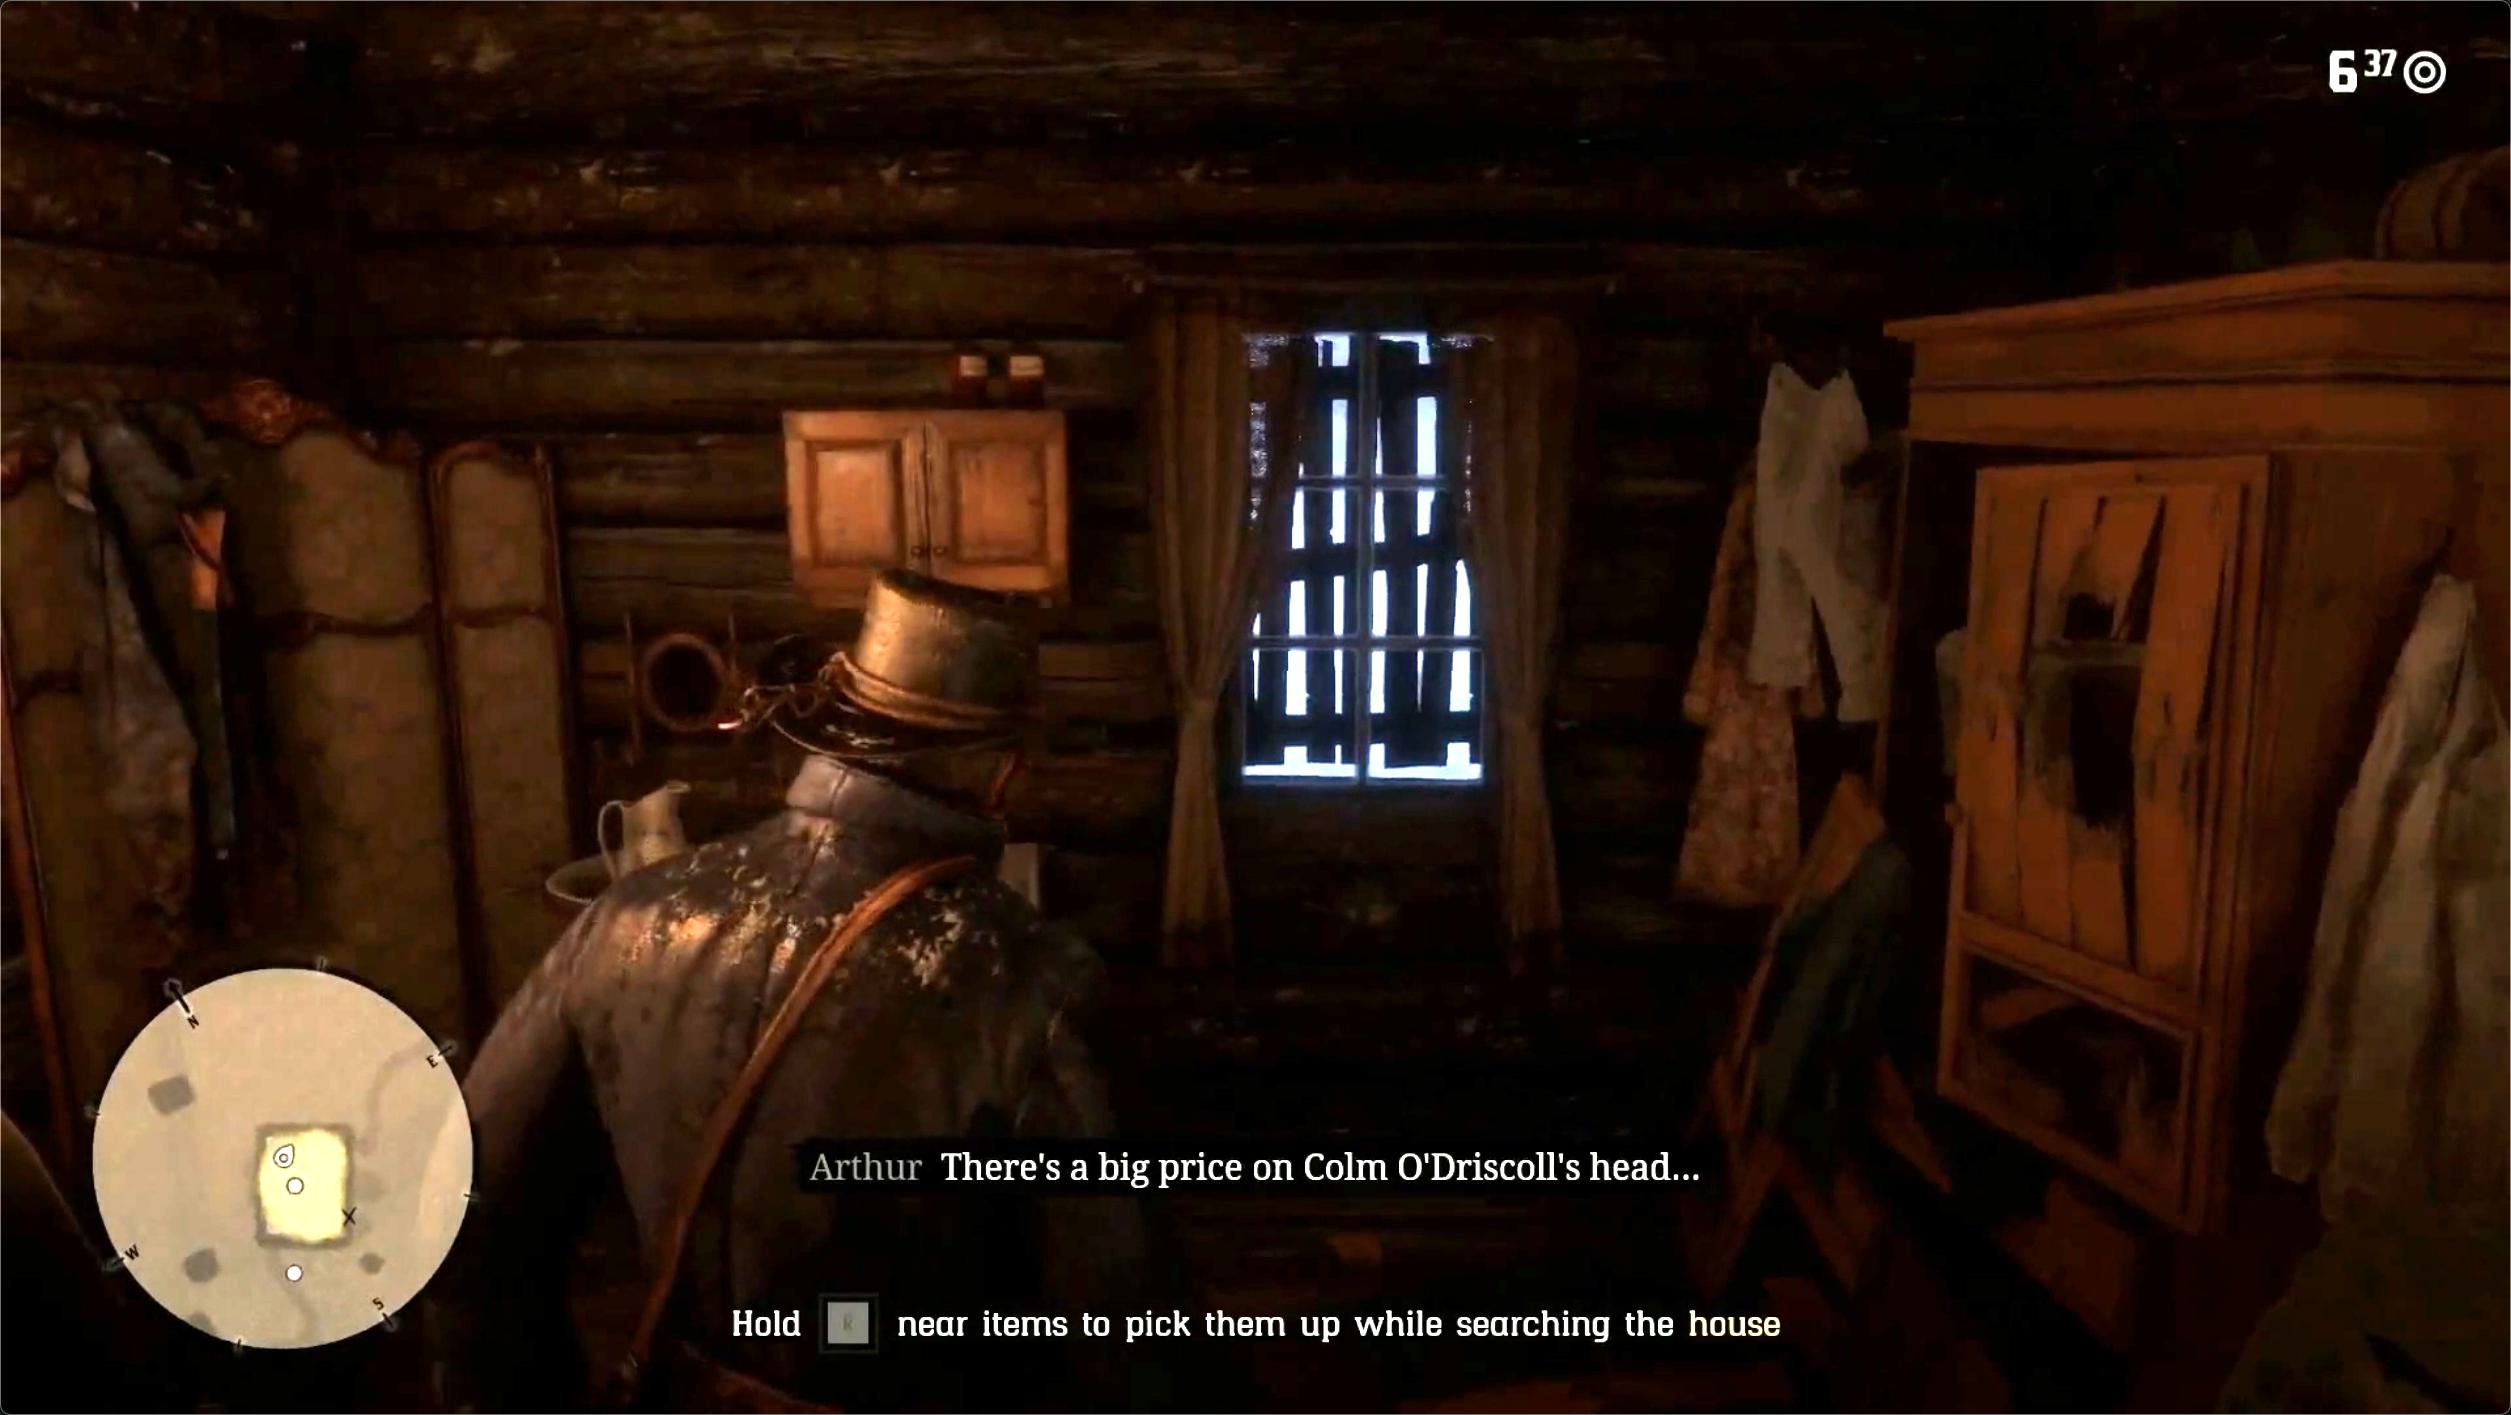 6 37
N
E
W
S
Arthur There's a big price on Colm O'Driscoll's head...
Hold R near items to pick them up while searching the house